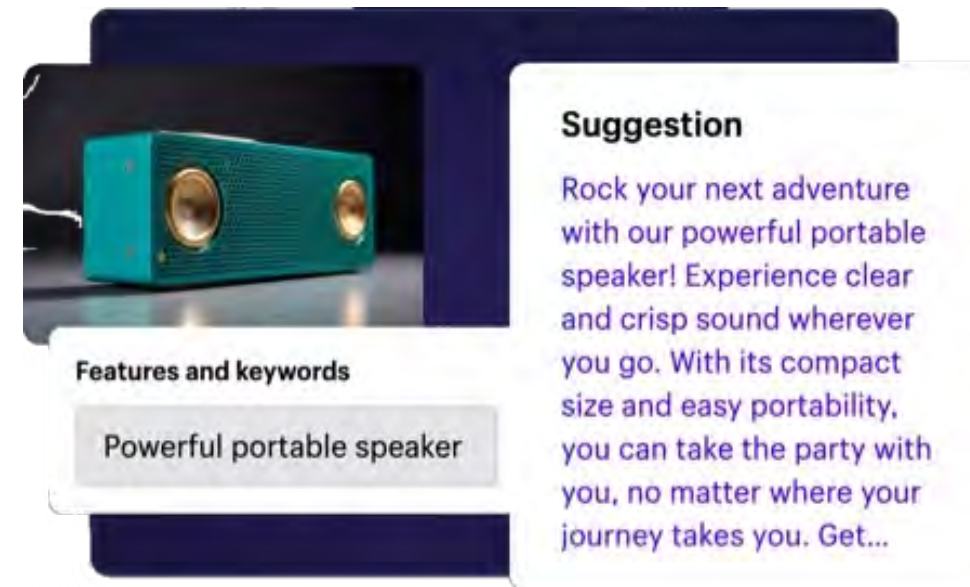 Features and keywords
Powerful portable speaker
Suggestion
Rock your next adventure
with our powerful portable
speaker! Experience clear
and crisp sound wherever
you go. With its compact
size and easy portability,
you can take the party with
you, no matter where your
journey takes you. Get...